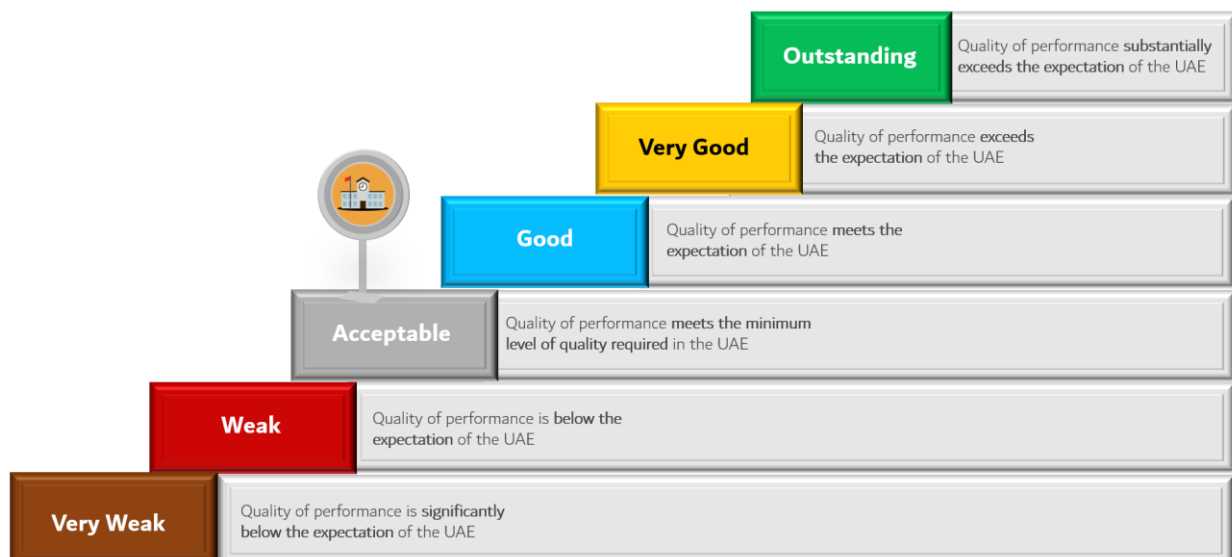 Outstanding
Quality of performance substantially
exceeds the expectation of the UAE
Very Good
Quality of performance exceeds
the expectation of the UAE
Good
Quality of performance meets the
expectation of the UAE
Acceptable
Quality of performance meets the minimum
level of quality required in the UAE
Weak
Quality of performance is below the
expectation of the UAE
Very Weak
Quality of performance is significantly
below the expectation of the UAE